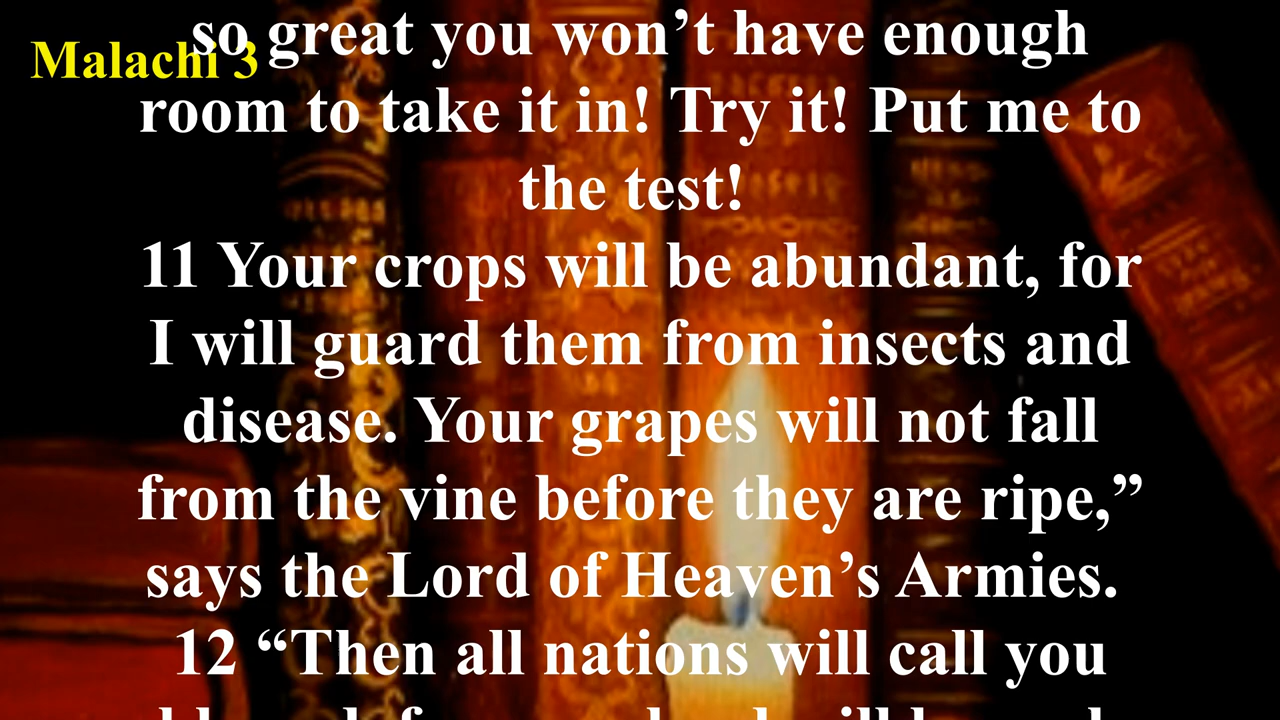 Malachi 3
so great you won’t have enough
room to take it in! Try it! Put me to
the test!
11 Your crops will be abundant, for
I will guard them from insects and
disease. Your grapes will not fall
from the vine before they are ripe,”
says the Lord of Heaven’s Armies.
12 “Then all nations will call you